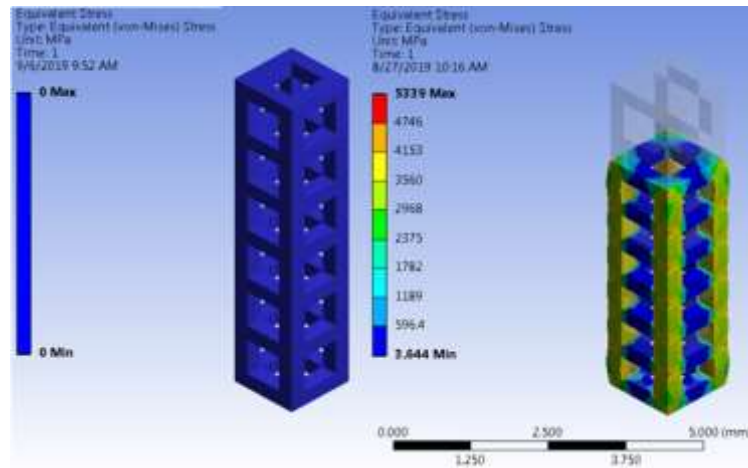 Equivalent Stress
Type: Equivalent (von-Mises) Stress
Unit: MPa
Time: 1
9/6/2019 9:52 AM
0 Max
0 Min
Equivalent Stress
Type: Equivalent (von-Mises) Stress
Unit: MPa
Time: 1
8/27/2019 10:16 AM
5339 Max
4746
4153
3560
2968
2375
1782
1189
596.4
3.644 Min
0.000
2.500
5.000 (mm)
1.250
3.750